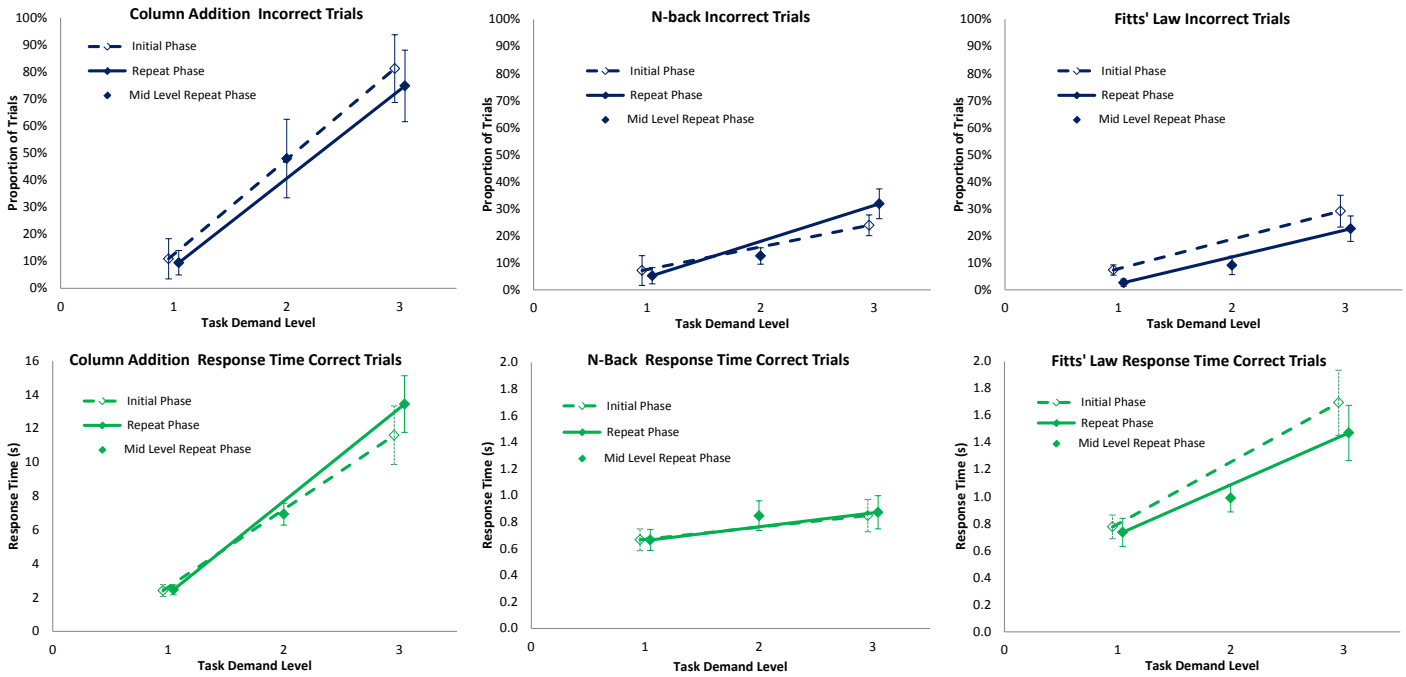 Column Addition  Incorrect Trials
Proportion of Trials
100%
90%
80%
70%
60%
50%
40%
30%
20%
10%
0%
Initial Phase
Repeat Phase
Mid Level Repeat Phase
0 1 2 3
Task Demand Level
N-back Incorrect Trials
Proportion of Trials
100%
90%
80%
70%
60%
50%
40%
30%
20%
10%
0%
Initial Phase
Repeat Phase
Mid Level Repeat Phase
0 1 2 3
Task Demand Level
Fitts' Law Incorrect Trials
Proportion of Trials
100%
90%
80%
70%
60%
50%
40%
30%
20%
10%
0%
Initial Phase
Repeat Phase
Mid Level Repeat Phase
0 1 2 3
Task Demand Level
Column Addition  Response Time Correct Trials
Response Time (s)
16
14
12
10
8
6
4
2
0
Initial Phase
Repeat Phase
Mid Level Repeat Phase
0 1 2 3
Task Demand Level
N-Back  Response Time Correct Trials
Response Time (s)
2.0
1.8
1.6
1.4
1.2
1.0
0.8
0.6
0.4
0.2
0.0
Initial Phase
Repeat Phase
Mid Level Repeat Phase
0 1 2 3
Task Demand Level
Fitts' Law Response Time Correct Trials
Response Time (s)
2.0
1.8
1.6
1.4
1.2
1.0
0.8
0.6
0.4
0.2
0.0
Initial Phase
Repeat Phase
Mid Level Repeat Phase
0 1 2 3
Task Demand Level